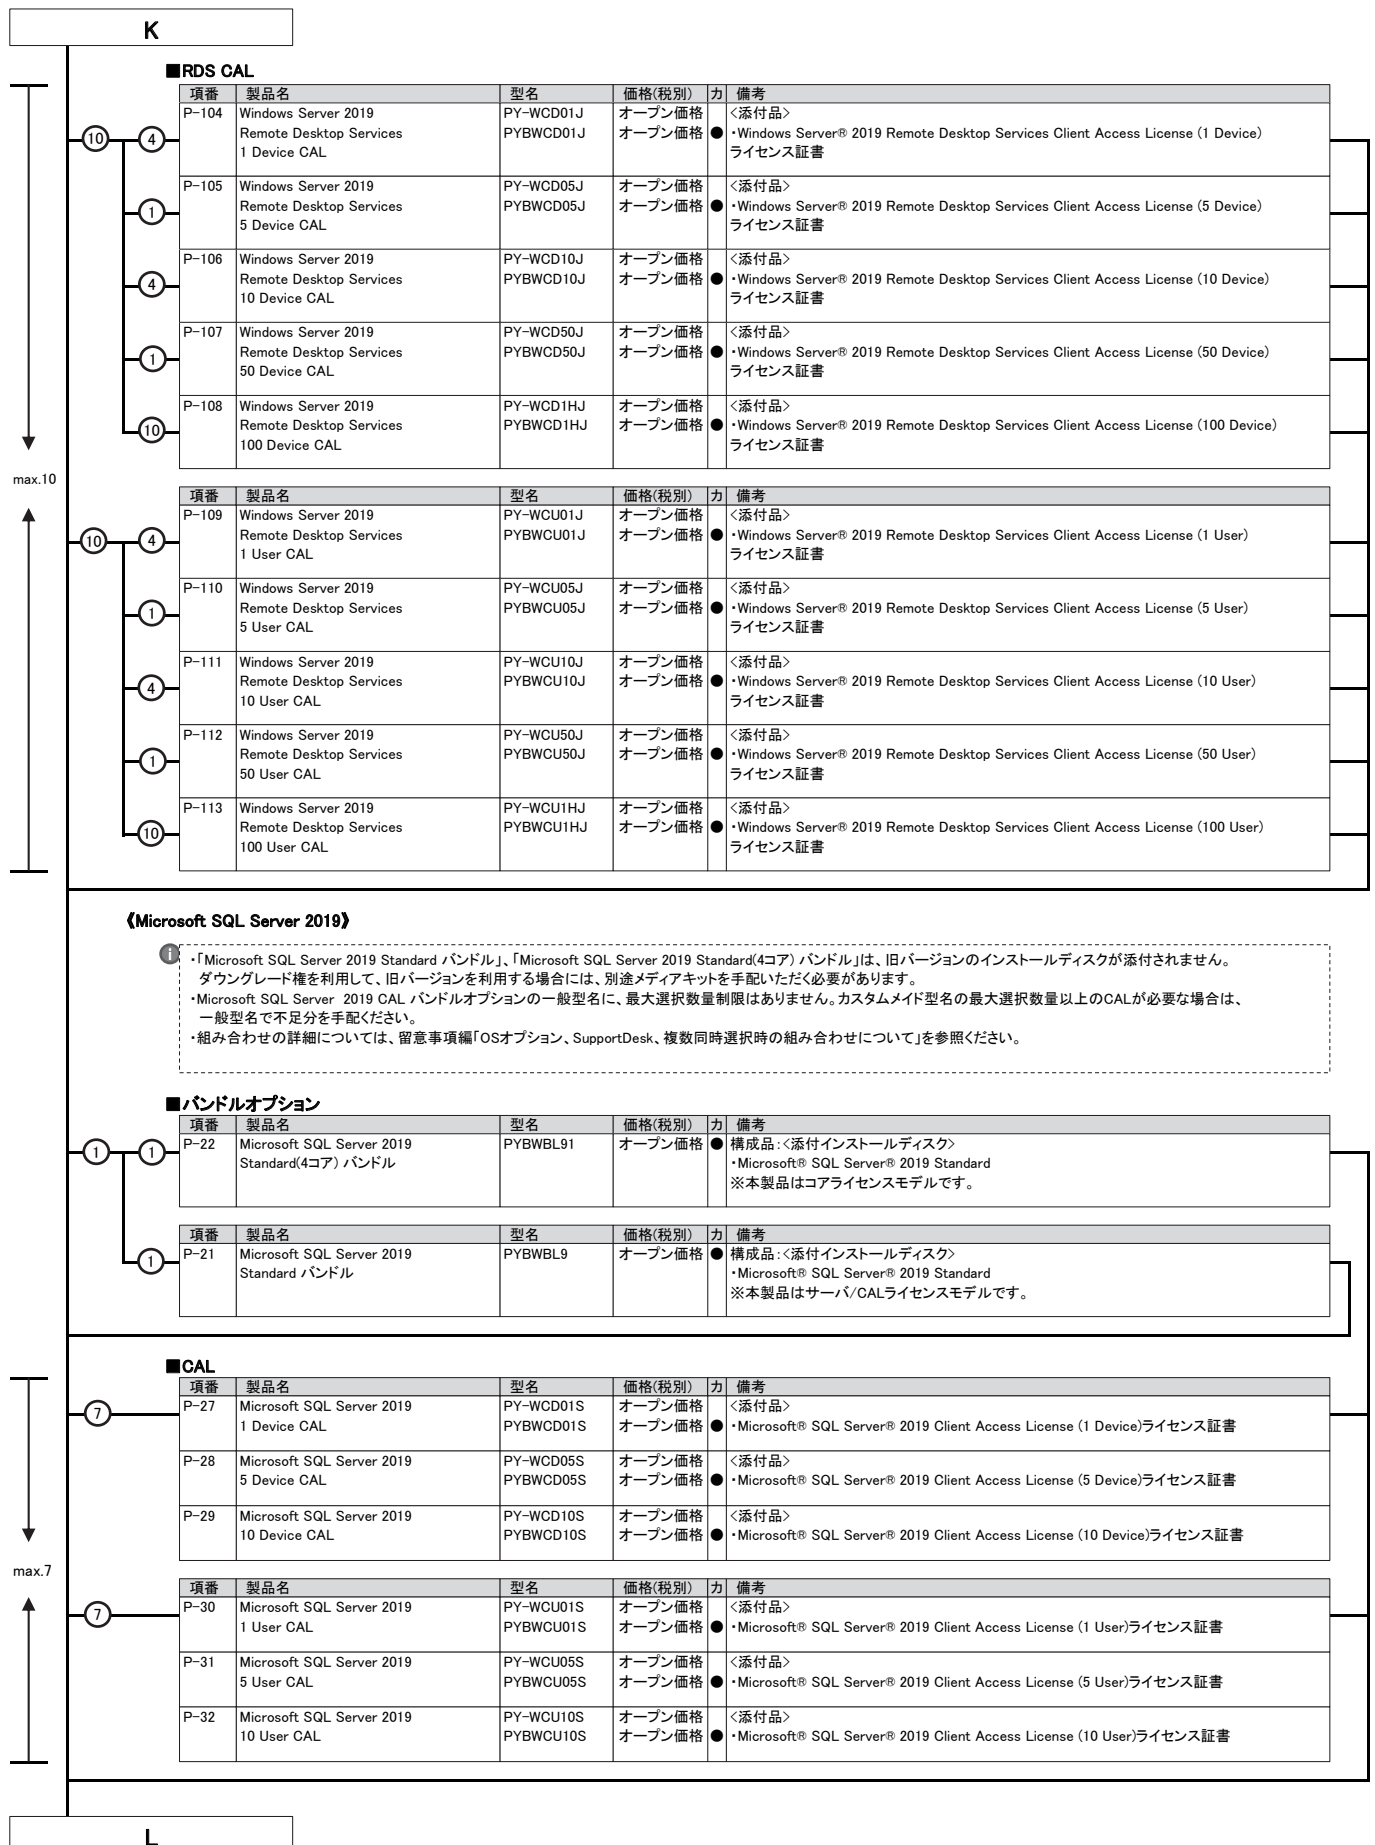 K
■RDS CAL
項番 製品名 型名 価格(税別) カ 備考
P-104 Windows Server 2019 PY-WCD01J オープン価格 <添付品>
10 4 Remote Desktop Services PYBWCD01J オープン価格 ● ・Windows Server® 2019 Remote Desktop Services Client Access License (1 Device)
1 Device CAL ライセンス証書
P-105 Windows Server 2019 PY-WCD05J オープン価格 <添付品>
1 Remote Desktop Services PYBWCD05J オープン価格 ● ・Windows Server® 2019 Remote Desktop Services Client Access License (5 Device)
5 Device CAL ライセンス証書
P-106 Windows Server 2019 PY-WCD10J オープン価格 <添付品>
4 Remote Desktop Services PYBWCD10J オープン価格 ● ・Windows Server® 2019 Remote Desktop Services Client Access License (10 Device)
10 Device CAL ライセンス証書
P-107 Windows Server 2019 PY-WCD50J オープン価格 <添付品>
1 Remote Desktop Services PYBWCD50J オープン価格 ● ・Windows Server® 2019 Remote Desktop Services Client Access License (50 Device)
50 Device CAL ライセンス証書
P-108 Windows Server 2019 PY-WCD1HJ オープン価格 <添付品>
10 Remote Desktop Services PYBWCD1HJ オープン価格 ● ・Windows Server® 2019 Remote Desktop Services Client Access License (100 Device)
100 Device CAL ライセンス証書
max.10
項番 製品名 型名 価格(税別) カ 備考
P-109 Windows Server 2019 PY-WCU01J オープン価格 <添付品>
10 4 Remote Desktop Services PYBWCU01J オープン価格 ● ・Windows Server® 2019 Remote Desktop Services Client Access License (1 User)
1 User CAL ライセンス証書
P-110 Windows Server 2019 PY-WCU05J オープン価格 <添付品>
1 Remote Desktop Services PYBWCU05J オープン価格 ● ・Windows Server® 2019 Remote Desktop Services Client Access License (5 User)
5 User CAL ライセンス証書
P-111 Windows Server 2019 PY-WCU10J オープン価格 <添付品>
4 Remote Desktop Services PYBWCU10J オープン価格 ● ・Windows Server® 2019 Remote Desktop Services Client Access License (10 User)
10 User CAL ライセンス証書
P-112 Windows Server 2019 PY-WCU50J オープン価格 <添付品>
1 Remote Desktop Services PYBWCU50J オープン価格 ● ・Windows Server® 2019 Remote Desktop Services Client Access License (50 User)
50 User CAL ライセンス証書
P-113 Windows Server 2019 PY-WCU1HJ オープン価格 <添付品>
10 Remote Desktop Services PYBWCU1HJ オープン価格 ● ・Windows Server® 2019 Remote Desktop Services Client Access License (100 User)
100 User CAL ライセンス証書
《Microsoft SQL Server 2019》
i ・「Microsoft SQL Server 2019 Standard バンドル」、「Microsoft SQL Server 2019 Standard(4コア) バンドル」は、旧バージョンのインストールディスクが添付されません。
ダウングレード権を利用して、旧バージョンを利用する場合には、別途メディアキットを手配いただく必要があります。
・Microsoft SQL Server 2019 CAL バンドルオプションの一般型名に、最大選択数量制限はありません。カスタムメイド型名の最大選択数量以上のCALが必要な場合は、
一般型名で不足分を手配ください。
・組み合わせの詳細については、留意事項編「OSオプション、SupportDesk、複数同時選択時の組み合わせについて」を参照ください。
■バンドルオプション
項番 製品名 型名 価格(税別) カ 備考
1 1 P-22 Microsoft SQL Server 2019 PYBWBL91 オープン価格 ● 構成品:<添付インストールディスク>
Standard(4コア) バンドル ・Microsoft® SQL Server® 2019 Standard
※本製品はコアライセンスモデルです。
項番 製品名 型名 価格(税別) カ 備考
1 P-21 Microsoft SQL Server 2019 PYBWBL9 オープン価格 ● 構成品:<添付インストールディスク>
Standard バンドル ・Microsoft® SQL Server® 2019 Standard
※本製品はサーバ/CALライセンスモデルです。
■CAL
項番 製品名 型名 価格(税別) カ 備考
7 P-27 Microsoft SQL Server 2019 PY-WCD01S オープン価格 <添付品>
1 Device CAL PYBWCD01S オープン価格 ● ・Microsoft® SQL Server® 2019 Client Access License (1 Device)ライセンス証書
P-28 Microsoft SQL Server 2019 PY-WCD05S オープン価格 <添付品>
5 Device CAL PYBWCD05S オープン価格 ● ・Microsoft® SQL Server® 2019 Client Access License (5 Device)ライセンス証書
P-29 Microsoft SQL Server 2019 PY-WCD10S オープン価格 <添付品>
10 Device CAL PYBWCD10S オープン価格 ● ・Microsoft® SQL Server® 2019 Client Access License (10 Device)ライセンス証書
max.7
項番 製品名 型名 価格(税別) カ 備考
7 P-30 Microsoft SQL Server 2019 PY-WCU01S オープン価格 <添付品>
1 User CAL PYBWCU01S オープン価格 ● ・Microsoft® SQL Server® 2019 Client Access License (1 User)ライセンス証書
P-31 Microsoft SQL Server 2019 PY-WCU05S オープン価格 <添付品>
5 User CAL PYBWCU05S オープン価格 ● ・Microsoft® SQL Server® 2019 Client Access License (5 User)ライセンス証書
P-32 Microsoft SQL Server 2019 PY-WCU10S オープン価格 <添付品>
10 User CAL PYBWCU10S オープン価格 ● ・Microsoft® SQL Server® 2019 Client Access License (10 User)ライセンス証書
L